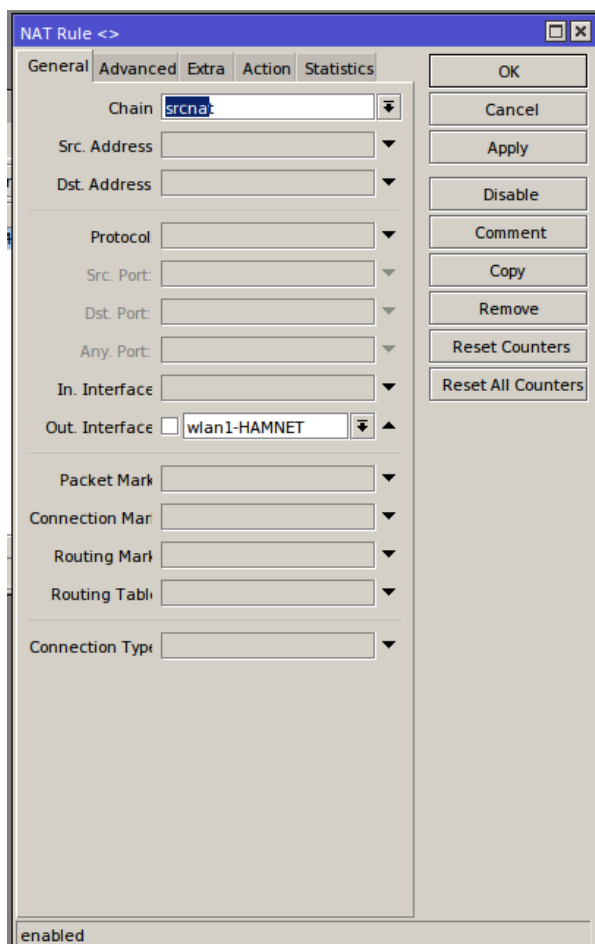 NAT Rule <>
General Advanced Extra Action Statistics
Chain srcnat
Src. Address
Dst. Address
Protocol
Src. Port:
Dst. Port:
Any. Port:
In. Interface
Out. Interface wlan1-HAMNET
Packet Mark
Connection Mar
Routing Mark
Routing Tabl
Connection Type
OK
Cancel
Apply
Disable
Comment
Copy
Remove
Reset Counters
Reset All Counters
enabled